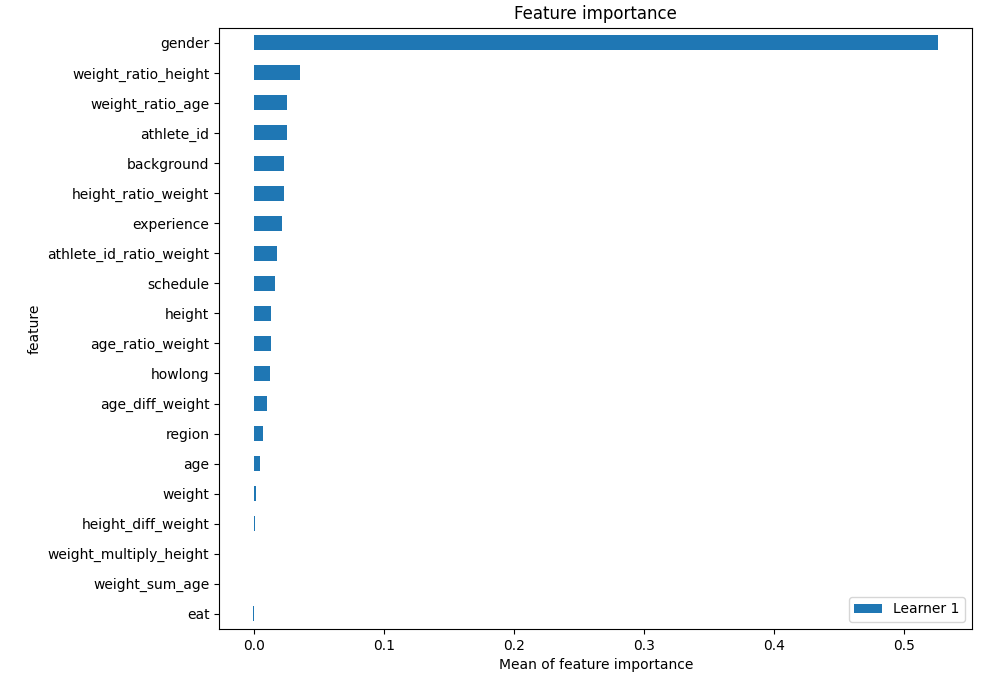 Feature importance
gender
weight_ratio_height
weight_ratio_age
athlete_id
background
height_ratio_weight
experience
athlete_id_ratio_weight
schedule
height
age_ratio_weight
howlong
age_diff_weight
region
age
weight
height_diff_weight
weight_multiply_height
weight_sum_age
eat
feature
Learner 1
0.0 0.1 0.2 0.3 0.4 0.5
Mean of feature importance